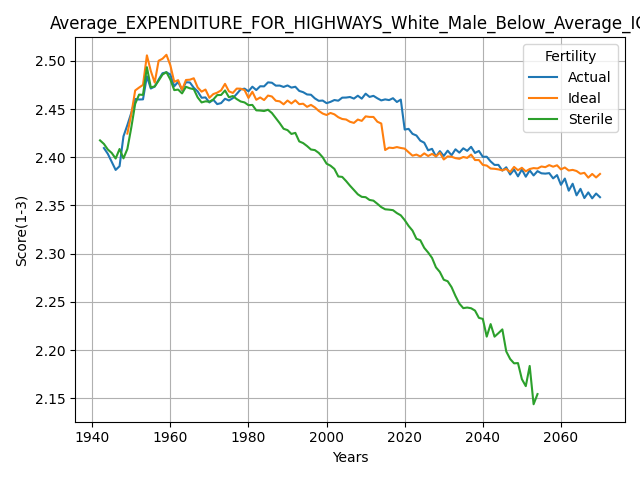 Average_EXPENDITURE_FOR_HIGHWAYS_White_Male_Below_Average_IQ
Fertility
Actual
Ideal
Sterile
Score(1-3)
2.50
2.45
2.40
2.35
2.30
2.25
2.20
2.15
1940 1960 1980 2000 2020 2040 2060
Years